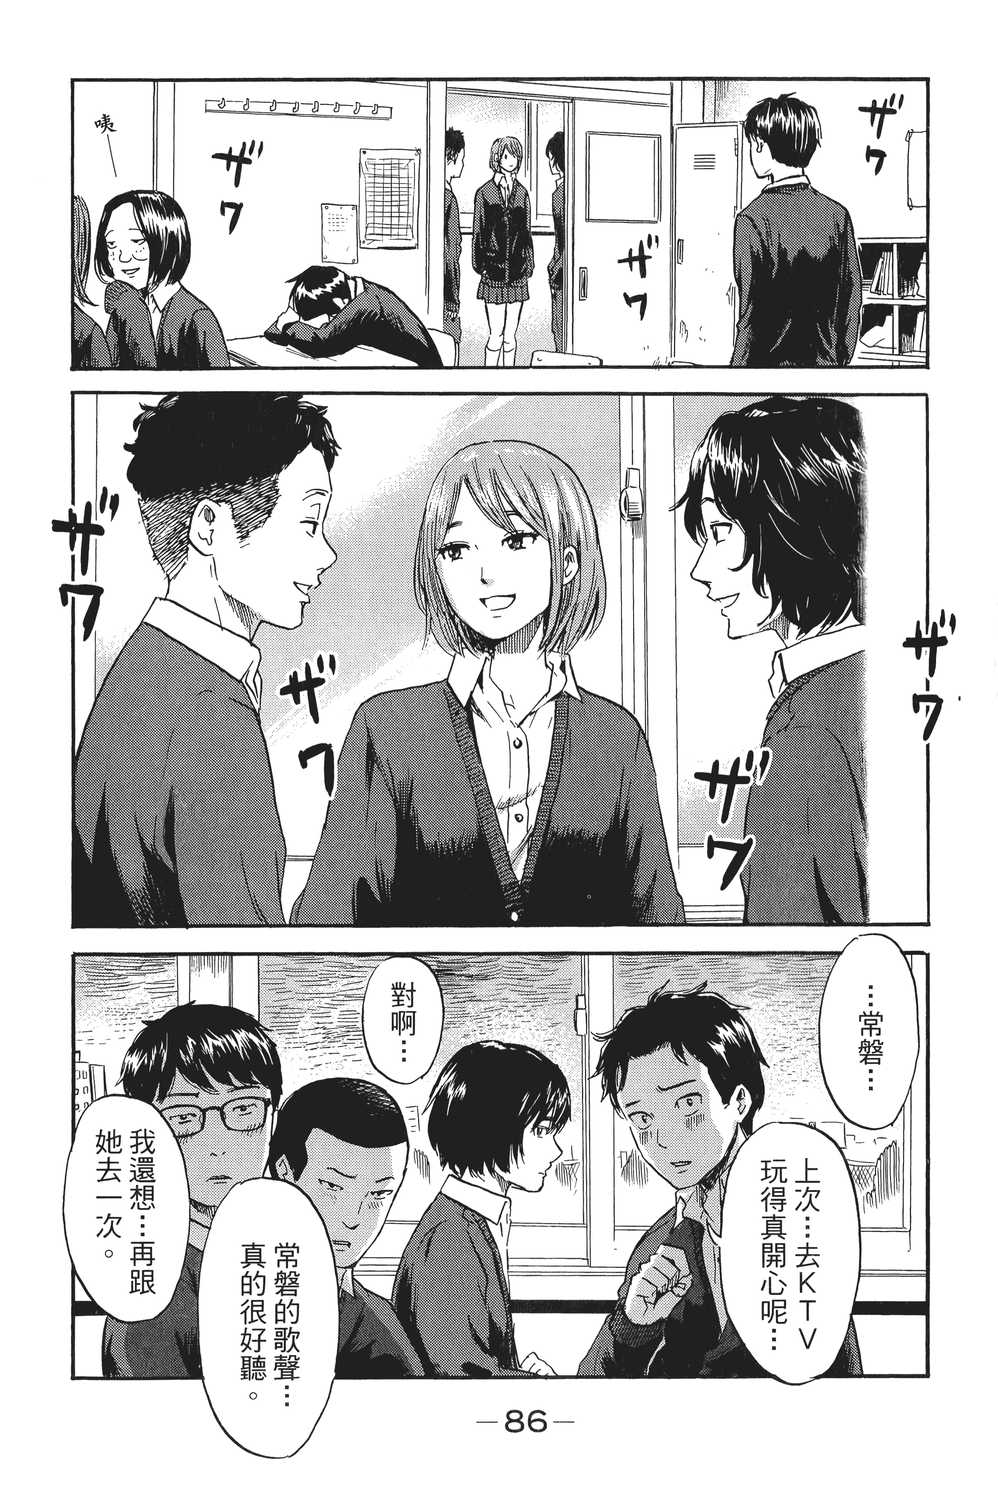 ザワ
ザワ
ザワ
咦
ザワ
ザワ
ザワ
ザワ
…常磐…
上次…去KTV
玩得真開心呢…
對啊…
常磐的歌聲…
真的很好聽。
我還想…再跟
她去一次。
—86—